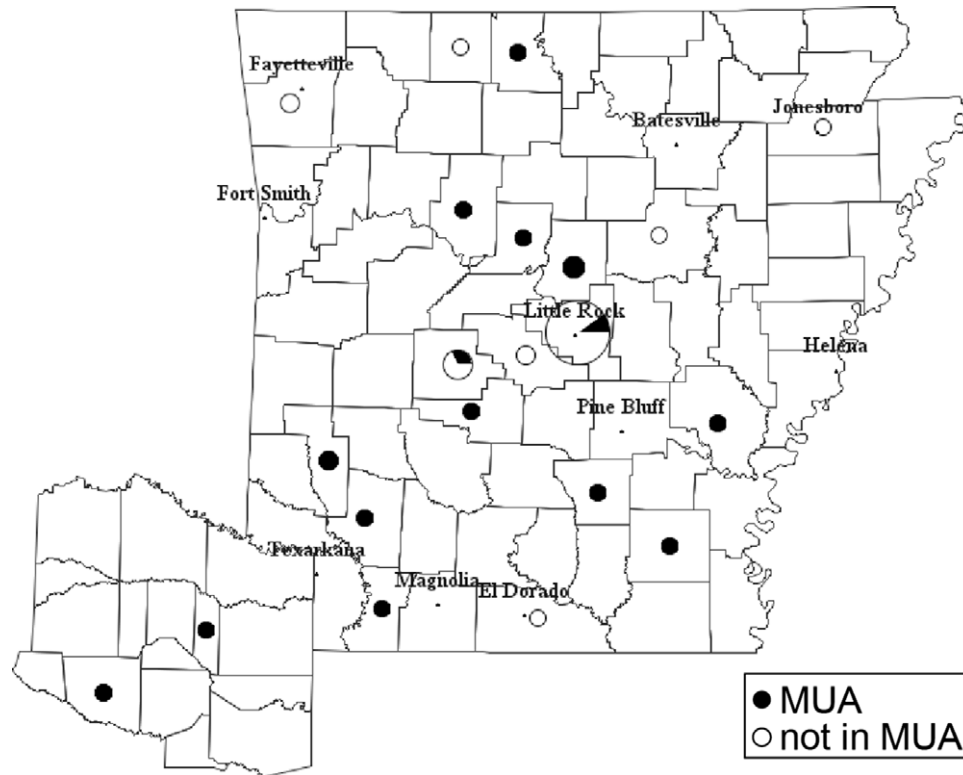 Fayetteville
Jonesboro
Batesville
Fort Smith
Little Rock
Helena
Pine Bluff
Texarkana
Magnolia
El Dorado
MUA
not in MUA